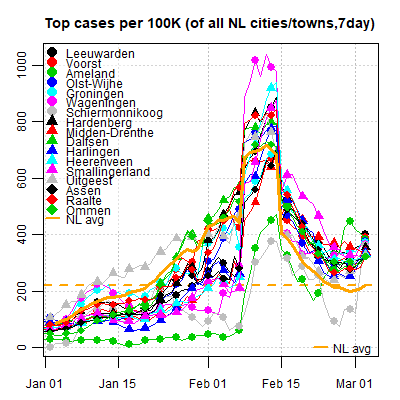 Top cases per 100K (of all NL cities/towns,7day)
Leeuwarden
Voorst
Ameland
Olst-Wijhe
Groningen
Wageningen
Schiermonnikoog
Hardenberg
Midden-Drenthe
Dalfsen
Harlingen
Heerenveen
Smallingerland
Uitgeest
Assen
Raalte
Ommen
NL avg
1000
800
600
400
200
0
NL avg
Jan 01
Jan 15
Feb 01
Feb 15
Mar 01